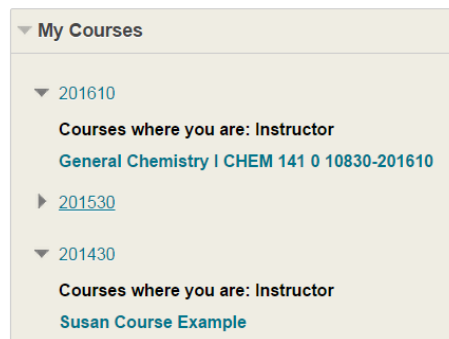 My Courses
201610
Courses where you are: Instructor
General Chemistry I CHEM 141 0 10830-201610
201530
201430
Courses where you are: Instructor
Susan Course Example